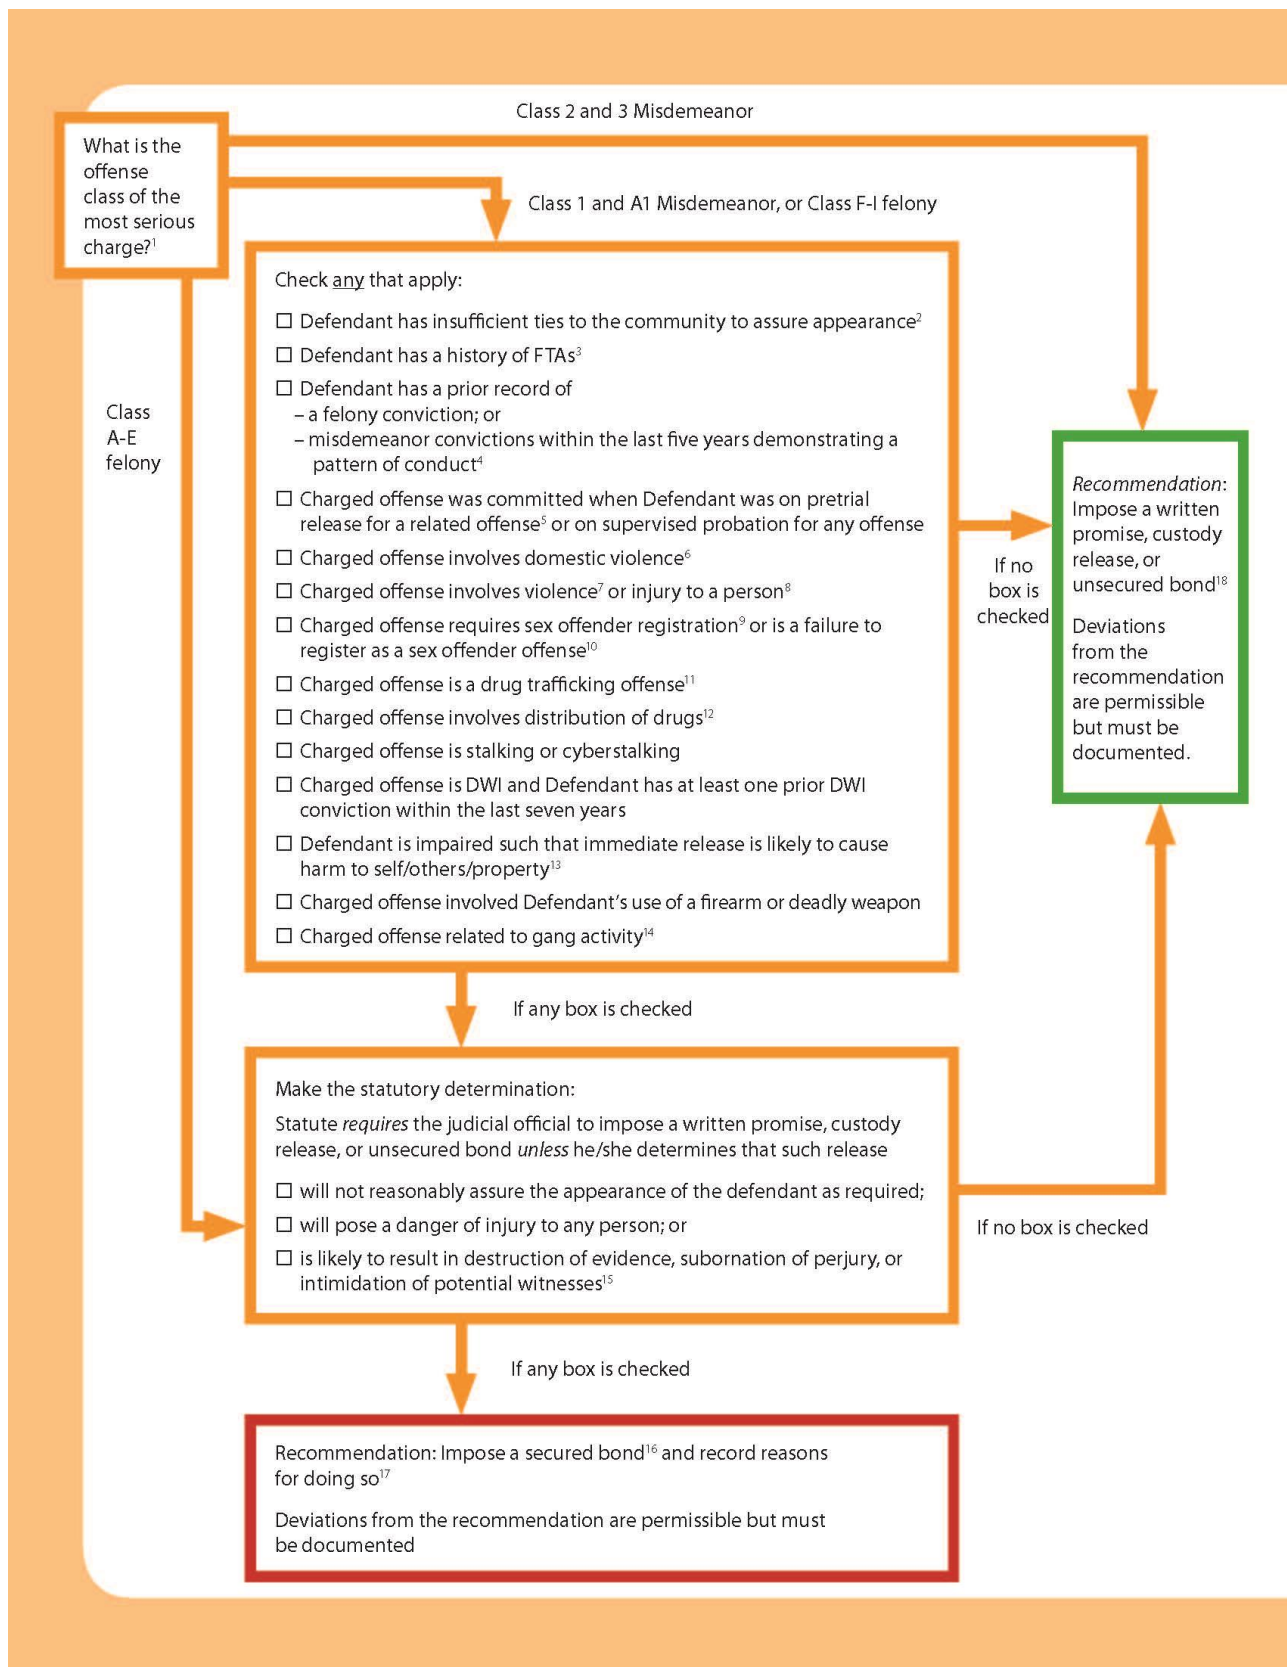 Class 2 and 3 Misdemeanor
What is the
offense
class of the
most serious
charge?¹
Class 1 and A1 Misdemeanor, or Class F-I felony
Check any that apply:
☐ Defendant has insufficient ties to the community to assure appearance²
☐ Defendant has a history of FTAs³
☐ Defendant has a prior record of
– a felony conviction; or
– misdemeanor convictions within the last five years demonstrating a
pattern of conduct⁴
☐ Charged offense was committed when Defendant was on pretrial
release for a related offense⁵ or on supervised probation for any offense
☐ Charged offense involves domestic violence⁶
☐ Charged offense involves violence⁷ or injury to a person⁸
☐ Charged offense requires sex offender registration⁹ or is a failure to
register as a sex offender offense¹⁰
☐ Charged offense is a drug trafficking offense¹¹
☐ Charged offense involves distribution of drugs¹²
☐ Charged offense is stalking or cyberstalking
☐ Charged offense is DWI and Defendant has at least one prior DWI
conviction within the last seven years
☐ Defendant is impaired such that immediate release is likely to cause
harm to self/others/property¹³
☐ Charged offense involved Defendant’s use of a firearm or deadly weapon
☐ Charged offense related to gang activity¹⁴
Class
A-E
felony
If no
box is
checked
Recommendation:
Impose a written
promise, custody
release, or
unsecured bond¹⁸
Deviations
from the
recommendation
are permissible
but must be
documented.
If any box is checked
Make the statutory determination:
Statute requires the judicial official to impose a written promise, custody
release, or unsecured bond unless he/she determines that such release
☐ will not reasonably assure the appearance of the defendant as required;
☐ will pose a danger of injury to any person; or
☐ is likely to result in destruction of evidence, subornation of perjury, or
intimidation of potential witnesses¹⁵
If no box is checked
If any box is checked
Recommendation: Impose a secured bond¹⁶ and record reasons
for doing so¹⁷
Deviations from the recommendation are permissible but must
be documented